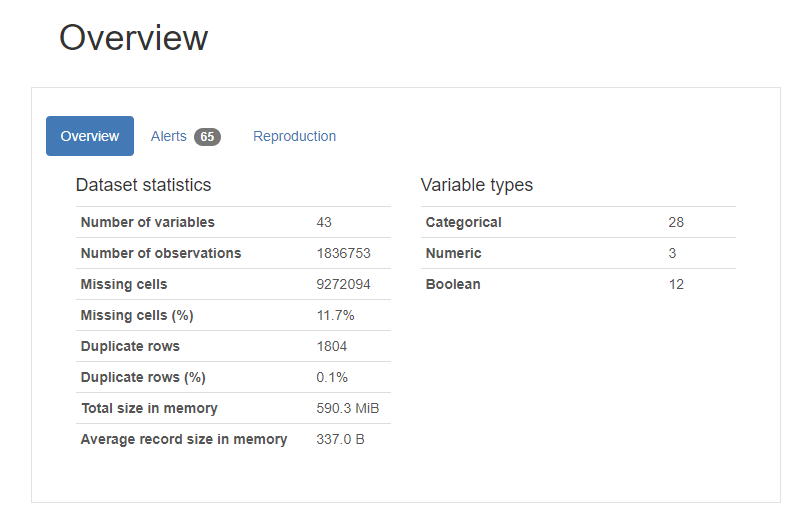 Overview
Overview Alerts 65 Reproduction
Dataset statistics
Number of variables 43
Number of observations 1836753
Missing cells 9272094
Missing cells (%) 11.7%
Duplicate rows 1804
Duplicate rows (%) 0.1%
Total size in memory 590.3 MiB
Average record size in memory 337.0 B
Variable types
Categorical 28
Numeric 3
Boolean 12